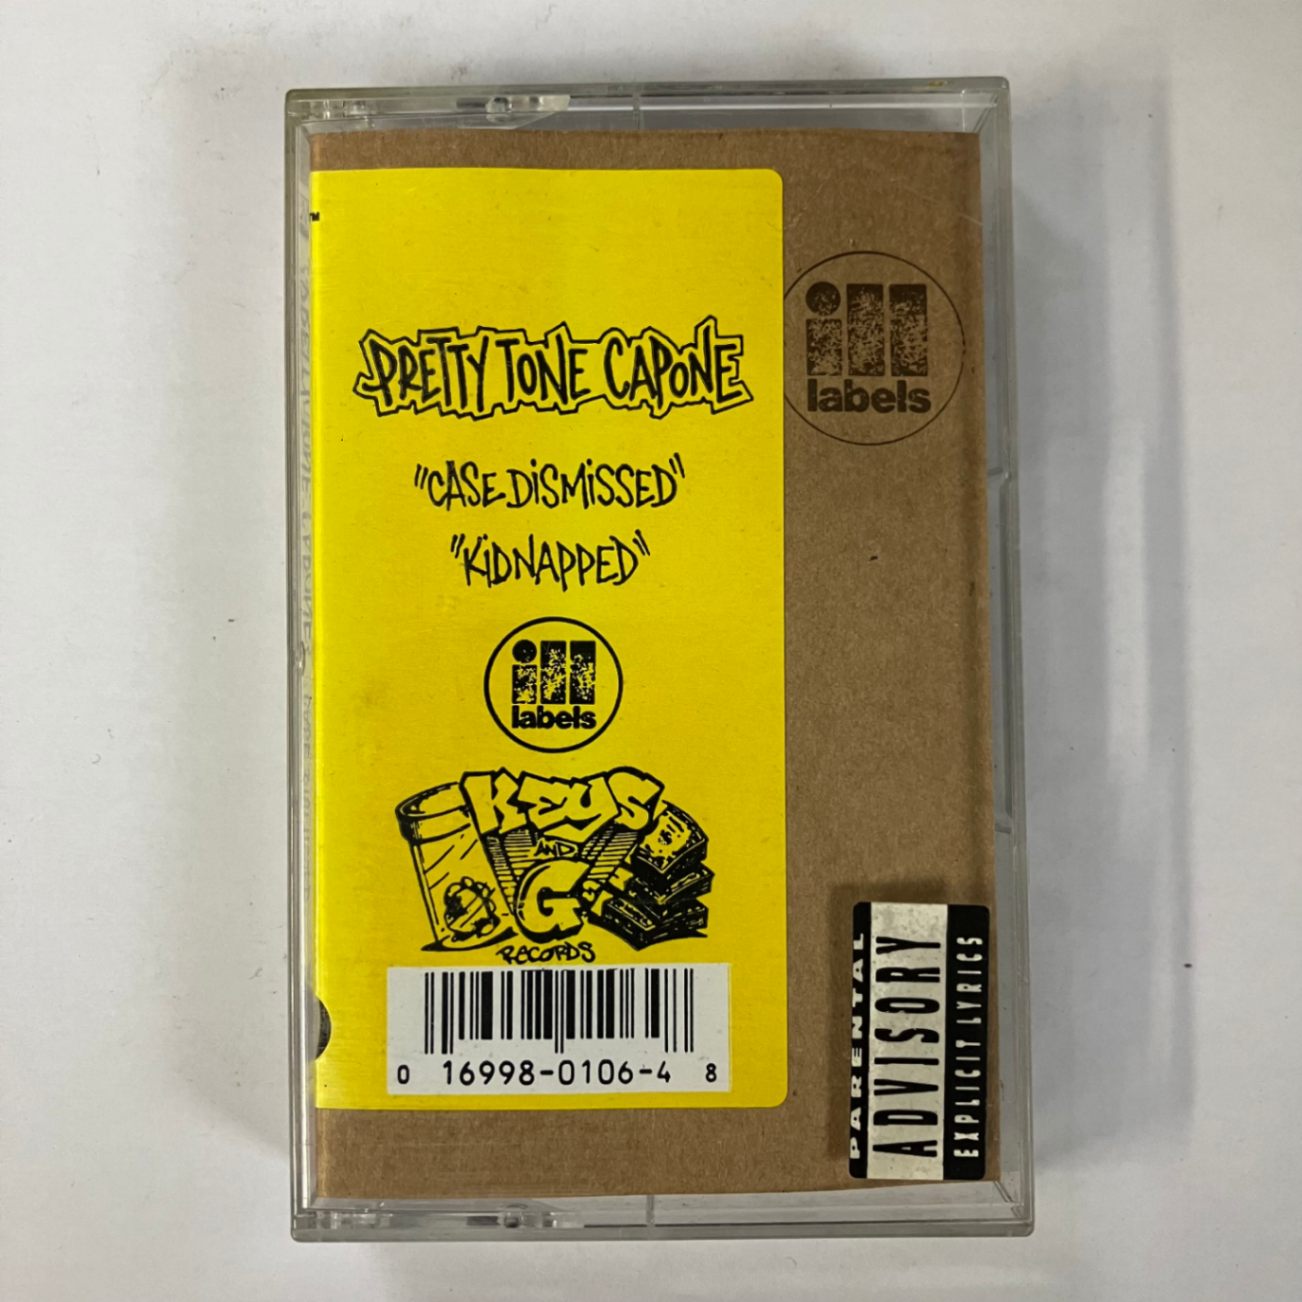 ™
PRETTY TONE CAPONE
"CASE DiSMiSSED"
"KiDNAPPED"
ill
labels
KEYS
AND
G
RECORDS
0 16998-0106-4 8
ill
labels
PARENTAL
ADVISORY
EXPLICIT LYRICS